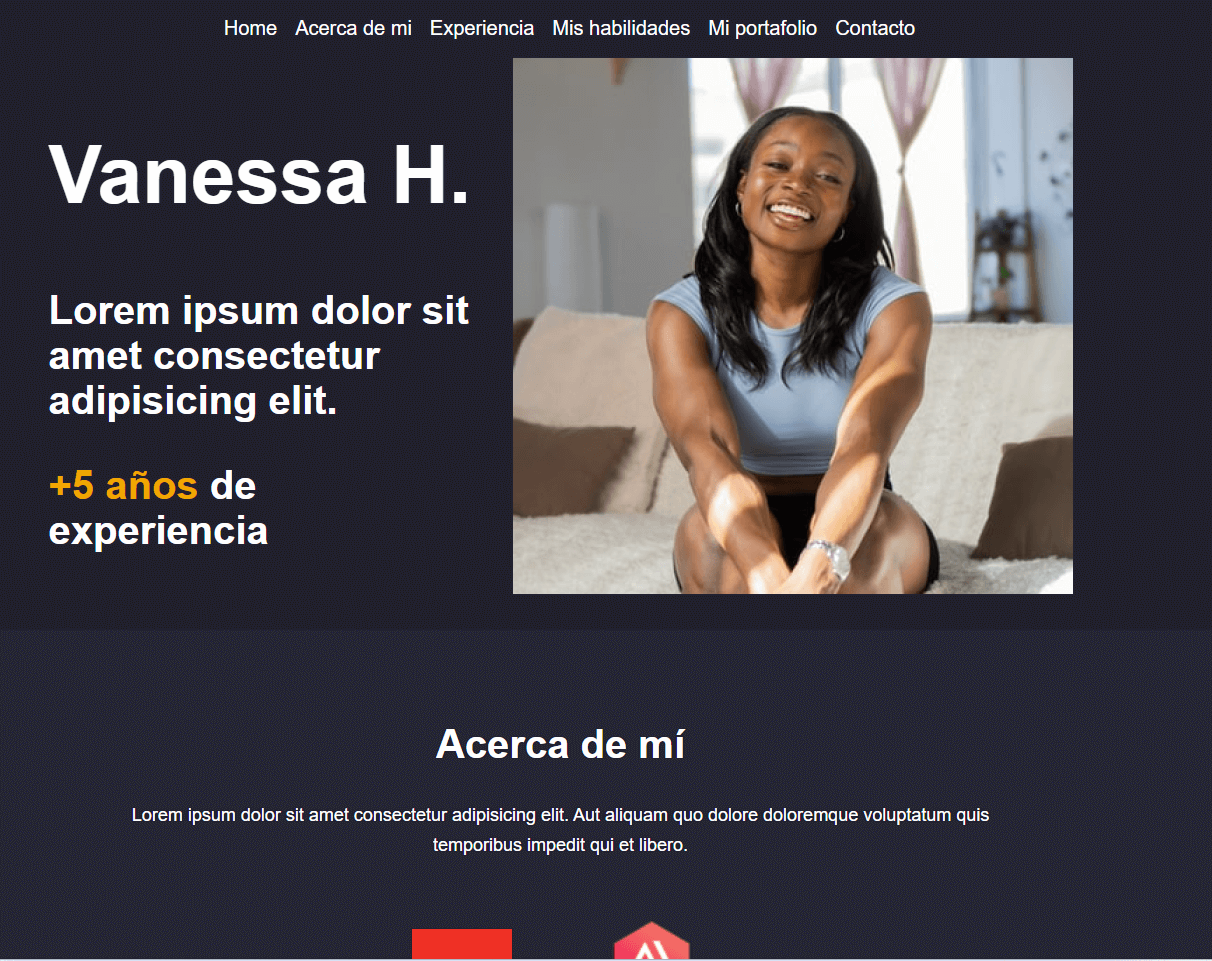 Home Acerca de mi Experiencia Mis habilidades Mi portafolio Contacto
Vanessa H.
Lorem ipsum dolor sit
amet consectetur
adipisicing elit.
+5 años de
experiencia
Acerca de mí
Lorem ipsum dolor sit amet consectetur adipisicing elit. Aut aliquam quo dolore doloremque voluptatum quis
temporibus impedit qui et libero.